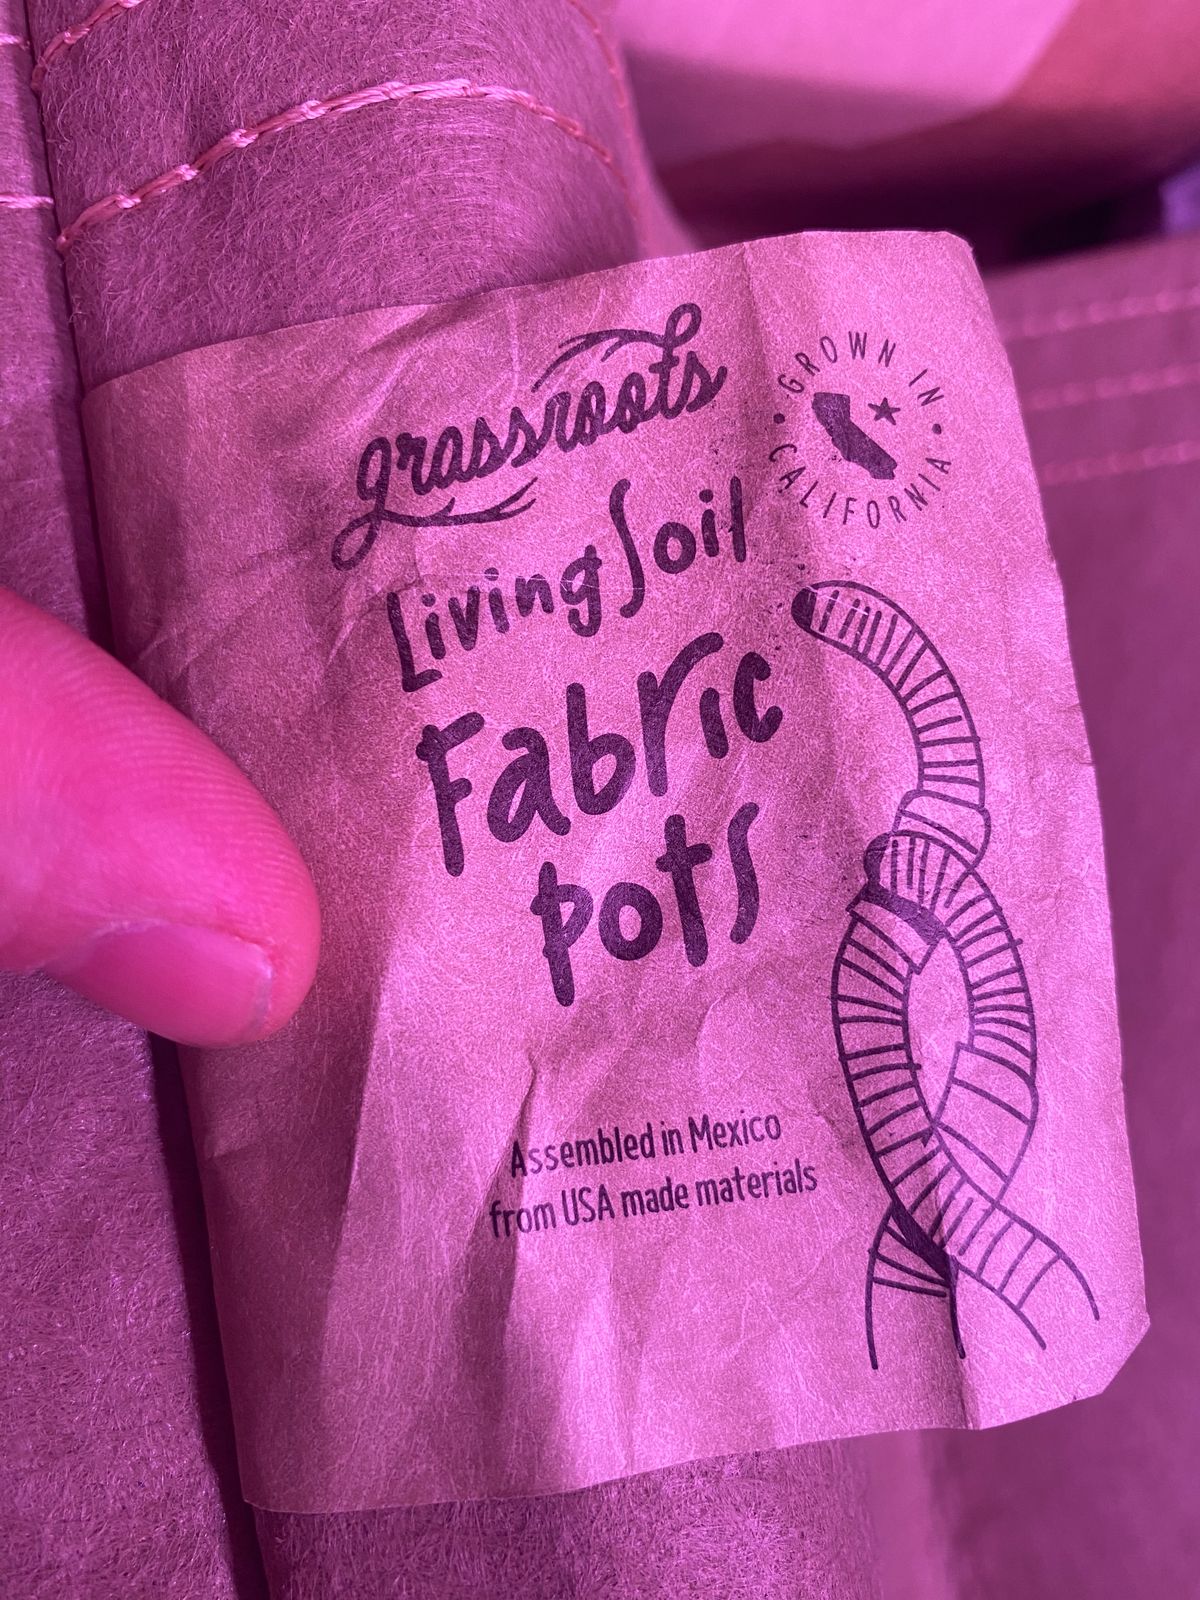 grassroots
GROWN IN
CALIFORNIA
Living Soil
Fabric
pots
Assembled in Mexico
from USA made materials